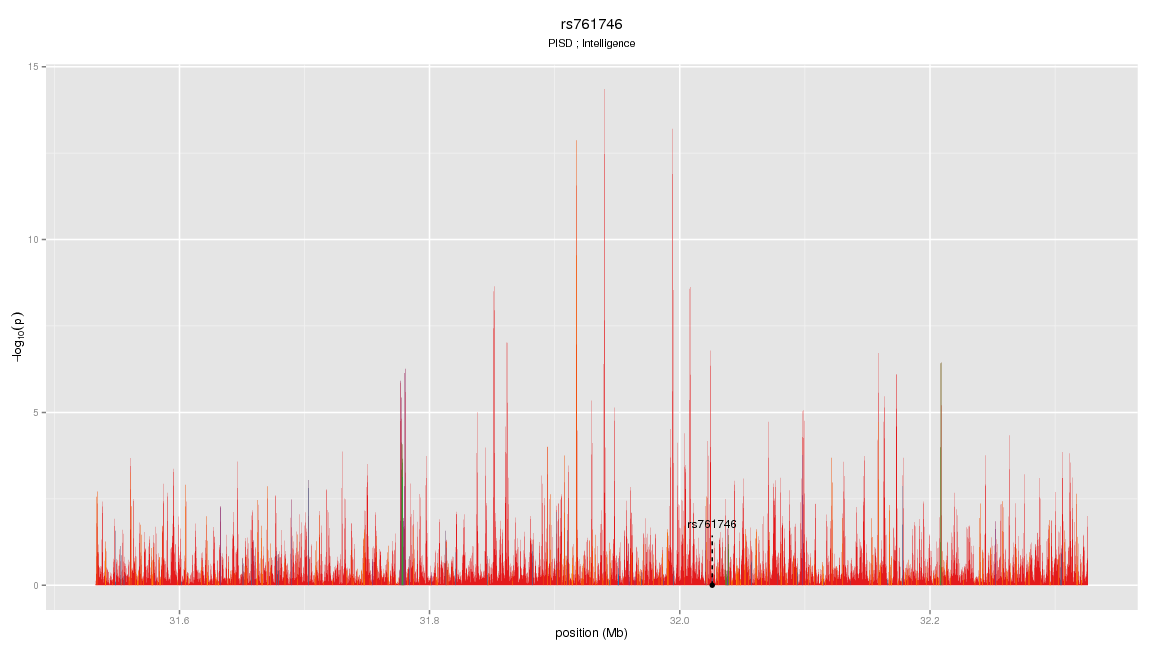 rs761746
PISD ; Intelligence
15
10
5
0
−log10(p)
rs761746
31.6 31.8 32.0 32.2
position (Mb)